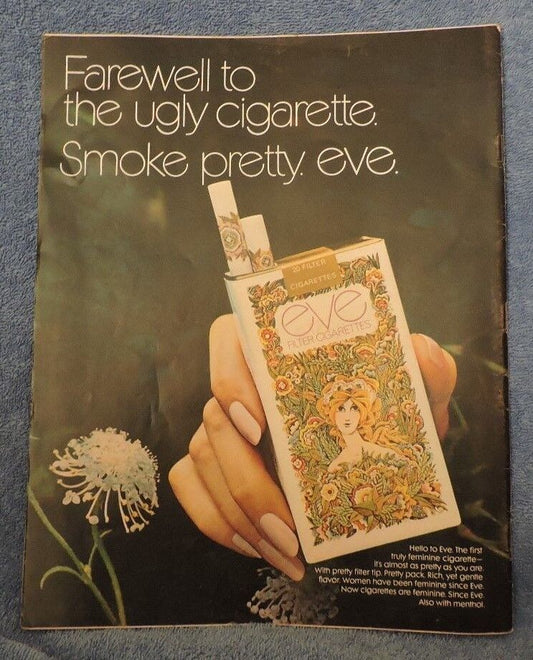 Farewell to
the ugly cigarette.
Smoke pretty. eve.
20 FILTER
CIGARETTES
eve
FILTER CIGARETTES
Hello to Eve. The first
truly feminine cigarette—
it's almost as pretty as you are.
With pretty filter tip. Pretty pack. Rich, yet gentle
flavor. Women have been feminine since Eve.
Now cigarettes are feminine. Since Eve.
Also with menthol.